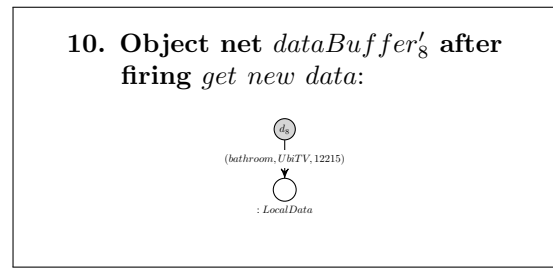 10. Object net dataBuffer′₈ after
firing get new data:
d₈
(bathroom, UbiTV, 12215)
: LocalData